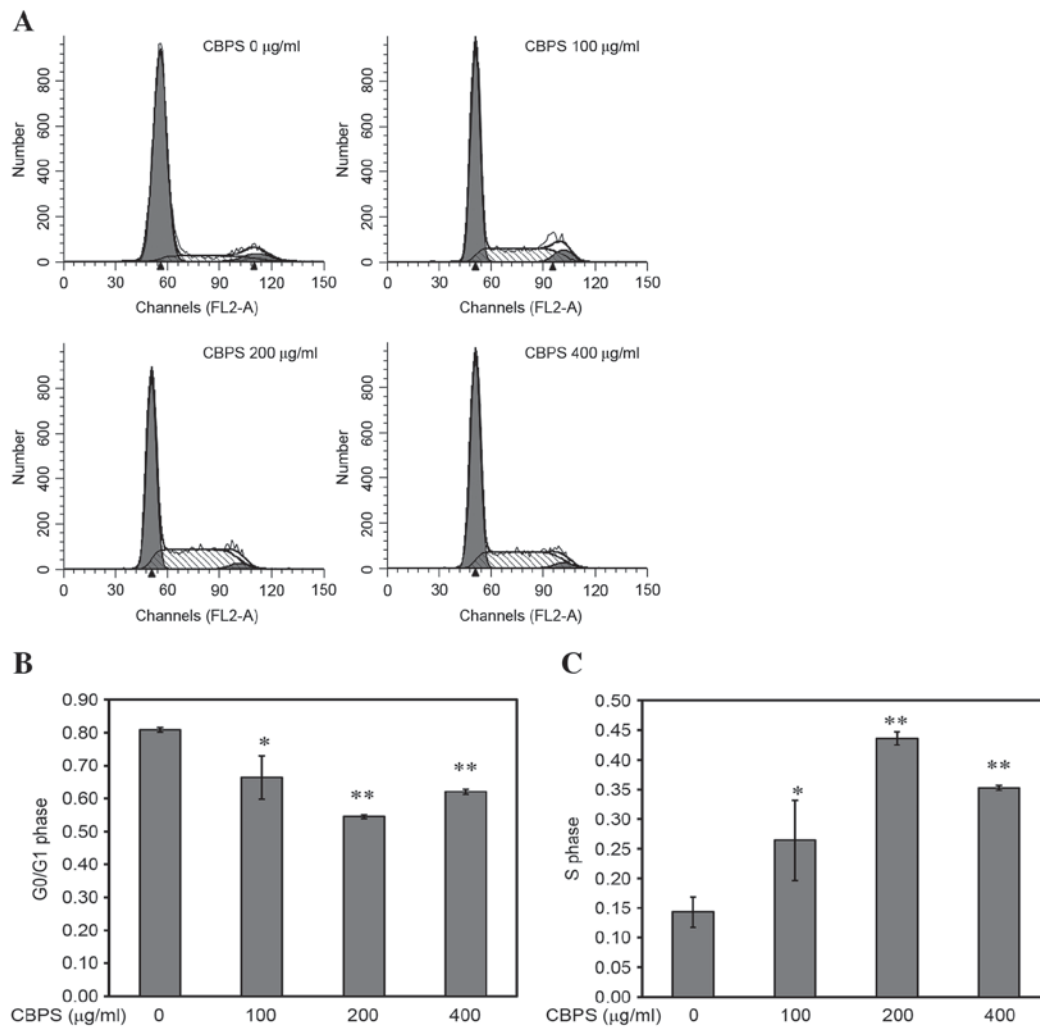 A
CBPS 0 µg/ml
Number
800
600
400
200
0
0 30 60 90 120 150
Channels (FL2-A)
CBPS 100 µg/ml
Number
800
600
400
200
0
0 30 60 90 120 150
Channels (FL2-A)
CBPS 200 µg/ml
Number
800
600
400
200
0
0 30 60 90 120 150
Channels (FL2-A)
CBPS 400 µg/ml
Number
800
600
400
200
0
0 30 60 90 120 150
Channels (FL2-A)
B
G0/G1 phase
0.90
0.80
0.70
0.60
0.50
0.40
0.30
0.20
0.10
0.00
*
**
**
CBPS (µg/ml) 0 100 200 400
C
S phase
0.50
0.45
0.40
0.35
0.30
0.25
0.20
0.15
0.10
0.05
0.00
*
**
**
CBPS (µg/ml) 0 100 200 400